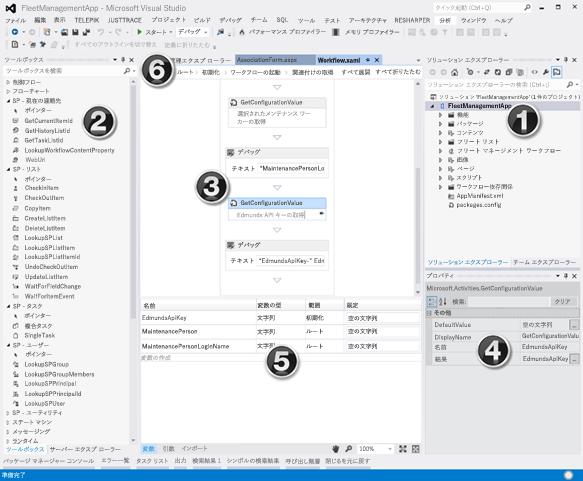 FleetManagementApp - Microsoft Visual Studio
クイック起動 (Ctrl+Q)
ファイル 編集 表示 TELERIK JUSTTRACE プロジェクト ビルド デバッグ チーム SQL ツール テスト アーキテクチャ RESHARPER 分析 ウィンドウ ヘルプ
開始 デバッグ パフォーマンス プロファイラー メモリ プロファイラー
すべてのアウトラインを切り替え 定義に折りたたむ
ツールボックス
ツールボックスを検索
制御フロー
フローチャート
SP - 現在の連絡先
ポインター
GetCurrentItemId
GetHistoryListId
GetTaskListId
LookupWorkflowContextProperty
WebUri
SP - リスト
ポインター
CheckInItem
CheckOutItem
CopyItem
CreateListItem
DeleteListItem
LookupSPList
LookupSPListItem
LookupSPListItemId
UndoCheckOutItem
UpdateListItem
WaitForFieldChange
WaitForItemEvent
SP - タスク
ポインター
複合タスク
SingleTask
SP - ユーザー
ポインター
LookupSPGroup
LookupSPGroupMembers
LookupSPPrincipal
LookupSPPrincipalId
LookupSPUser
SP - ユーティリティ
ステート マシン
メッセージング
ランタイム
ツールボックス サーバー エクスプローラー
2
管理エクスプローラー AssociationForm.aspx Workflow.xaml
6
ルート 初期化 ワークフローの起動 関連付けの取得 すべて展開 すべて折りたたむ
GetConfigurationValue
選択されたメンテナンス ワーカーの取得
デバッグ
テキスト "MaintenancePersonLo
3
GetConfigurationValue
Edmunds API キーの取得
デバッグ
テキスト "EdmundsApiKey-" Edm
名前 変数の型 範囲 既定
EdmundsApiKey 文字列 初期化 空の文字列
MaintenancePerson 文字列 ルート 空の文字列
MaintenancePersonLoginName 文字列 ルート 空の文字列
変数の作成
5
変数 引数 インポート 100%
ソリューション エクスプローラー
ソリューション エクスプローラーの検索 (Ctrl+:)
ソリューション 'FleetManagementApp' (1 件のプロジェクト)
FleetManagementApp
機能
パッケージ
コンテンツ
フリート リスト
フリート マネージメント ワークフロー
画像
ページ
スクリプト
ワークフロー依存関係
AppManifest.xml
packages.config
1
ソリューション エクスプローラー チーム エクスプローラー
プロパティ
Microsoft.Activities.GetConfigurationValue
検索: クリア
その他
DefaultValue 空の文字列 ...
DisplayName GetConfigurationValu
名前 EdmundsApiKey
結果 EdmundsApiKey ...
4
パッケージ マネージャー コンソール エラー一覧 タスク リスト 出力 検索結果 1 シンボルの検索結果 呼び出し階層 閉じるを元に戻す
準備完了